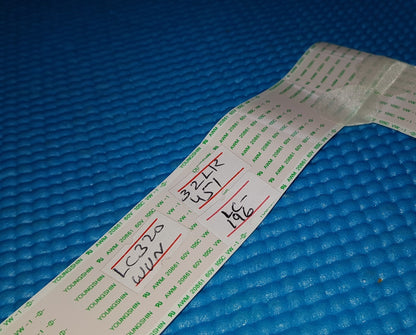 YOUNGSHIN
AWM 20861 60V 105C VW-1
LC320
WUN
32LR
451
LC-
196